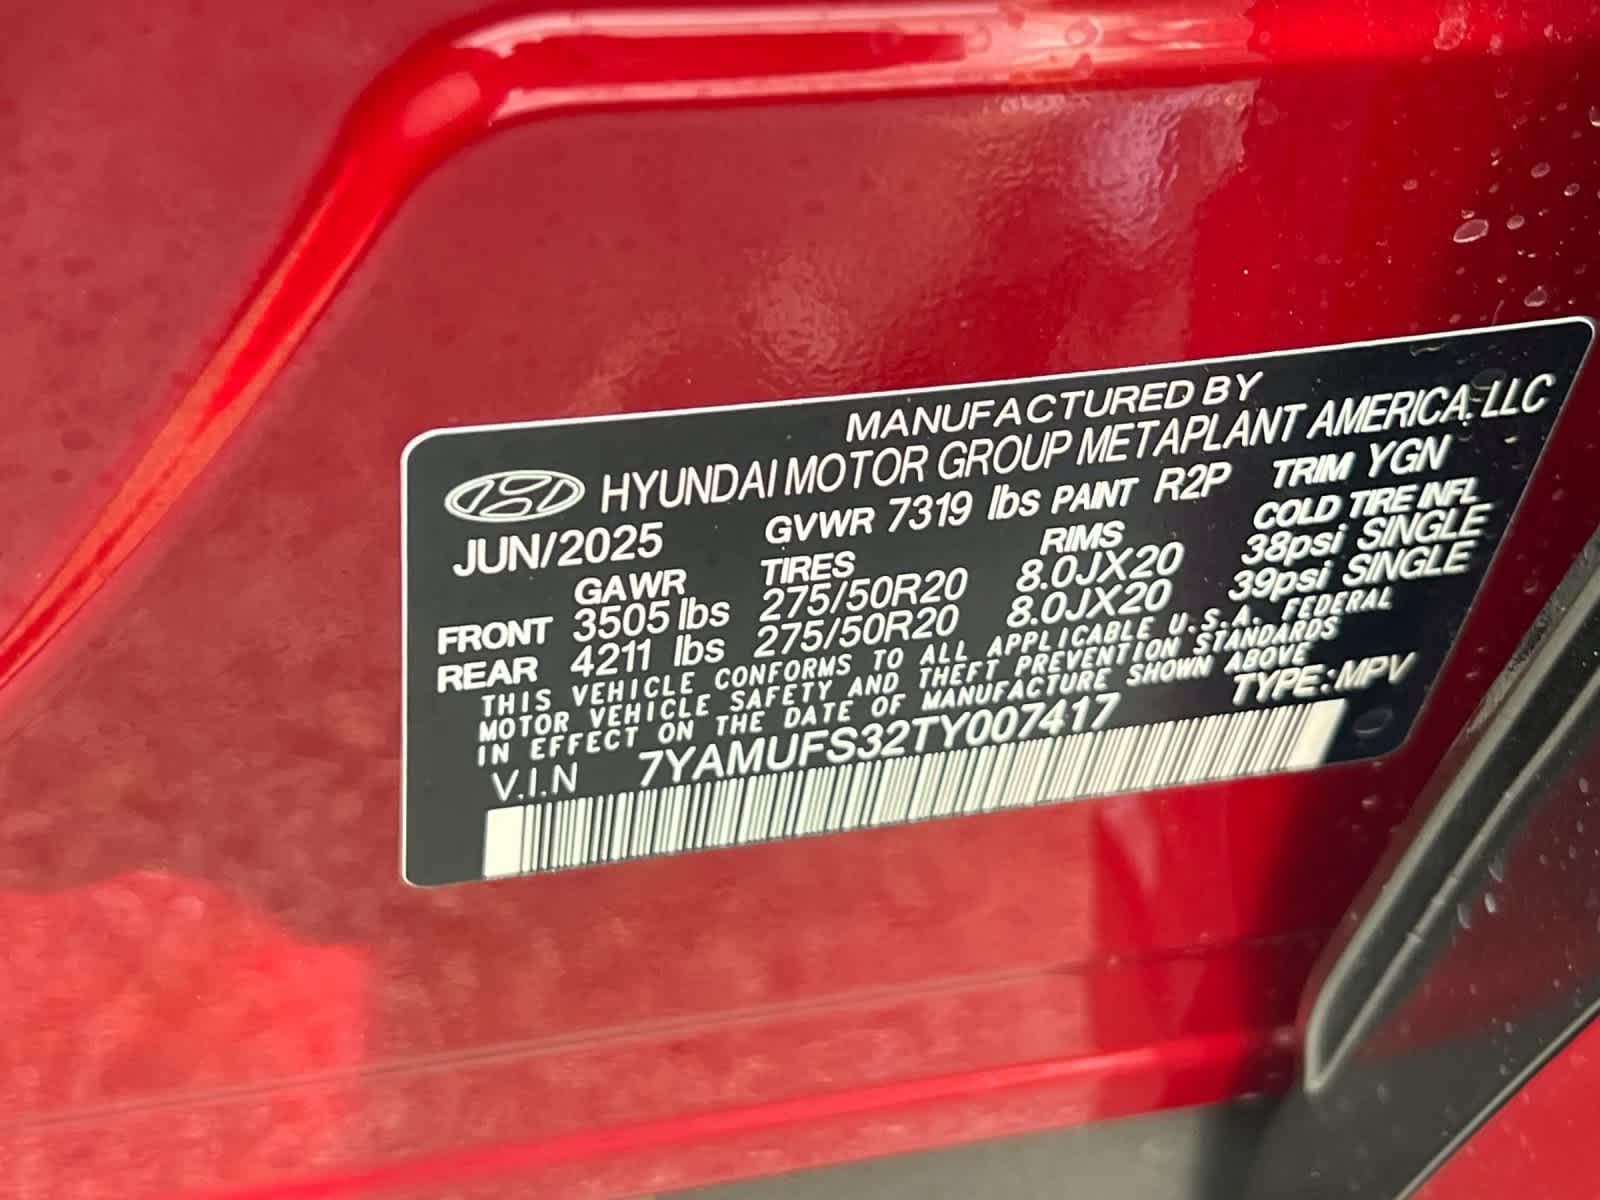 MANUFACTURED BY
HYUNDAI MOTOR GROUP METAPLANT AMERICA, LLC
JUN/2025 GVWR 7319 lbs PAINT R2P TRIM YGN
GAWR TIRES RIMS COLD TIRE INFL
FRONT 3505 lbs 275/50R20 8.0JX20 38psi SINGLE
REAR 4211 lbs 275/50R20 8.0JX20 39psi SINGLE
THIS VEHICLE CONFORMS TO ALL APPLICABLE U.S.A. FEDERAL
MOTOR VEHICLE SAFETY AND THEFT PREVENTION STANDARDS
IN EFFECT ON THE DATE OF MANUFACTURE SHOWN ABOVE
V.I.N 7YAMUFS32TY007417 TYPE:MPV